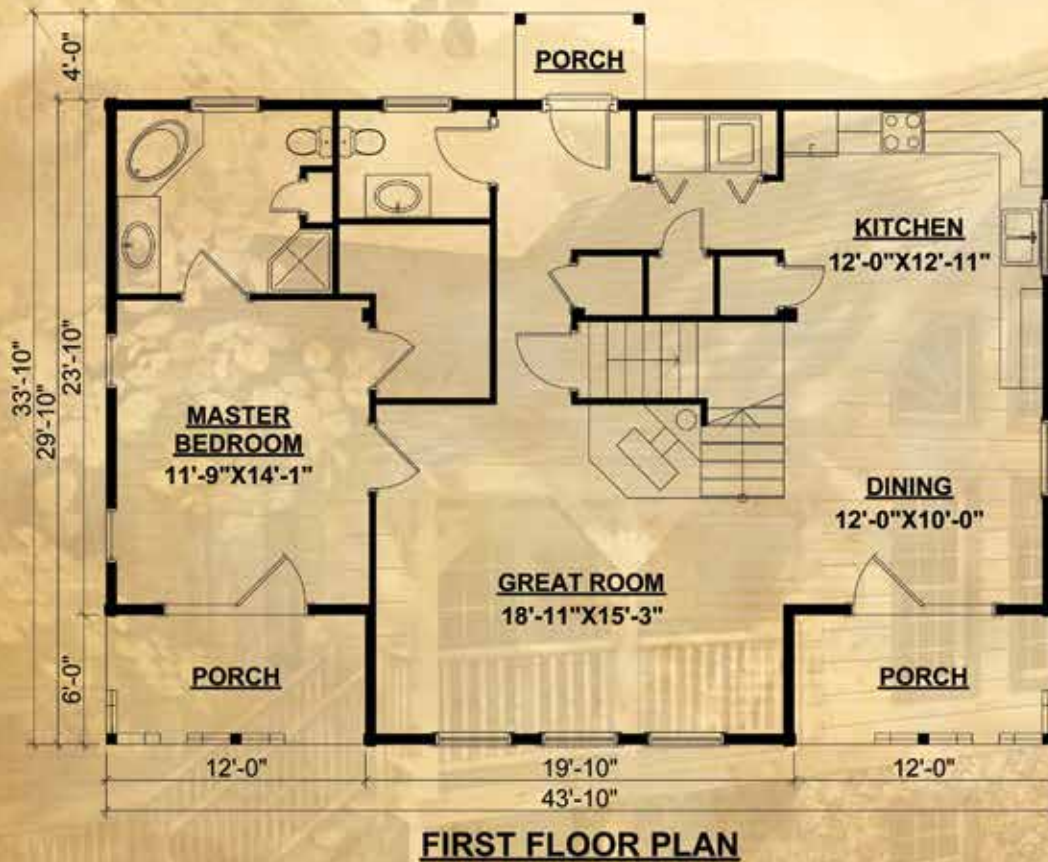 PORCH
4'-0"
KITCHEN
12'-0"X12'-11"
33'-10"
29'-10"
23'-10"
MASTER
BEDROOM
11'-9"X14'-1"
DINING
12'-0"X10'-0"
GREAT ROOM
18'-11"X15'-3"
6'-0"
PORCH
PORCH
12'-0"
19'-10"
12'-0"
43'-10"
FIRST FLOOR PLAN